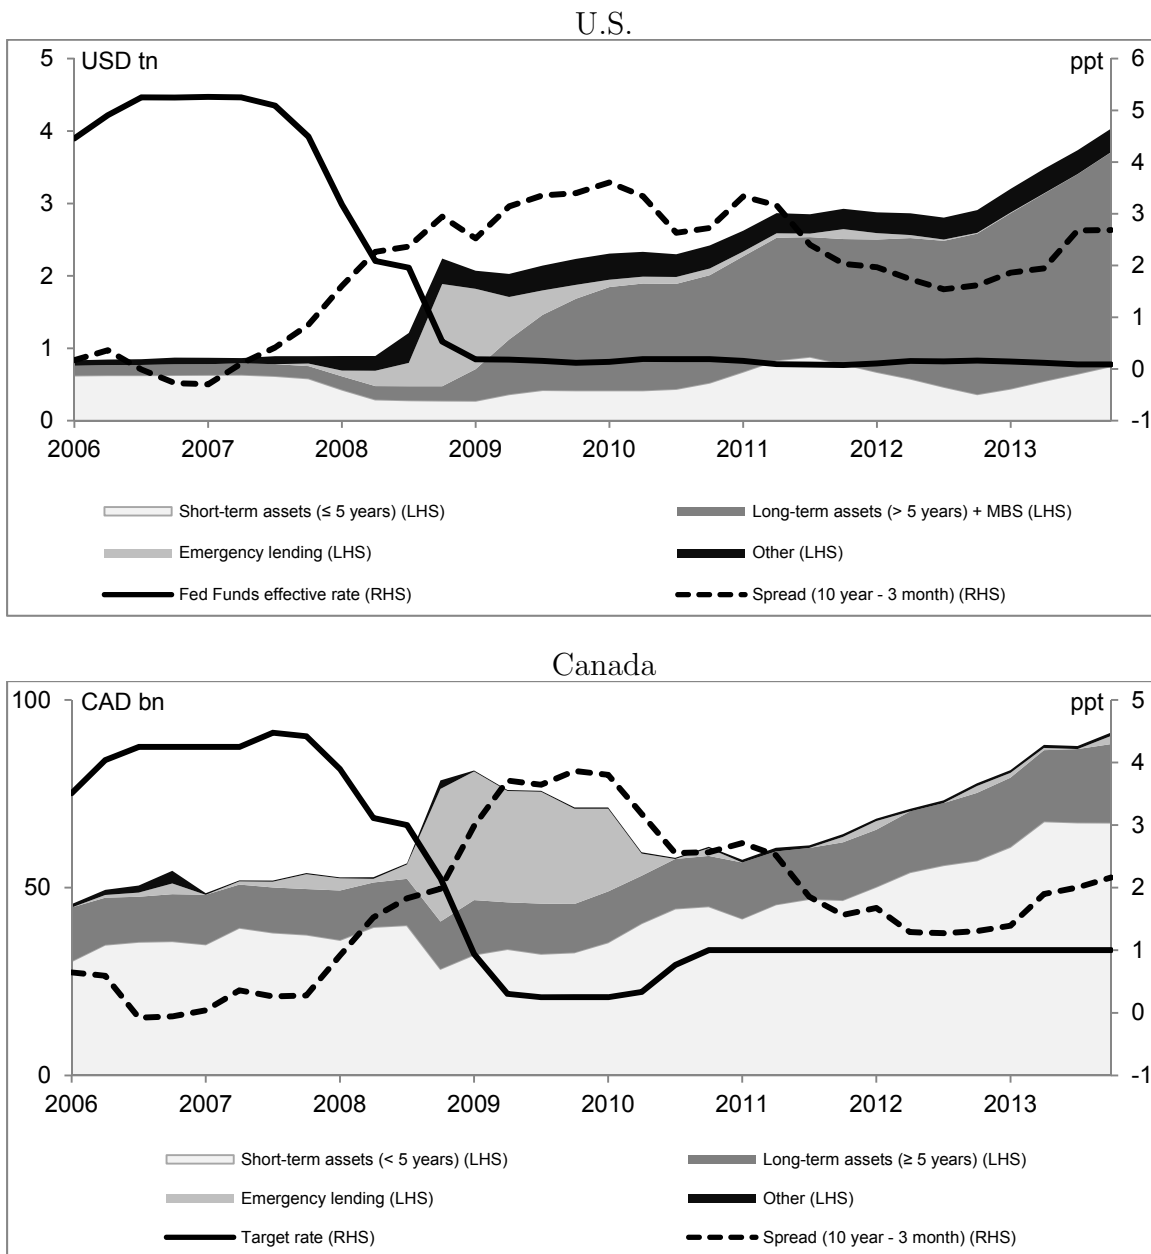 U.S.
USD tn
ppt
5
4
3
2
1
0
6
5
4
3
2
1
0
-1
2006 2007 2008 2009 2010 2011 2012 2013
Short-term assets (≤ 5 years) (LHS)
Long-term assets (> 5 years) + MBS (LHS)
Emergency lending (LHS)
Other (LHS)
Fed Funds effective rate (RHS)
Spread (10 year - 3 month) (RHS)
Canada
CAD bn
ppt
100
50
0
5
4
3
2
1
0
-1
2006 2007 2008 2009 2010 2011 2012 2013
Short-term assets (< 5 years) (LHS)
Long-term assets (≥ 5 years) (LHS)
Emergency lending (LHS)
Other (LHS)
Target rate (RHS)
Spread (10 year - 3 month) (RHS)